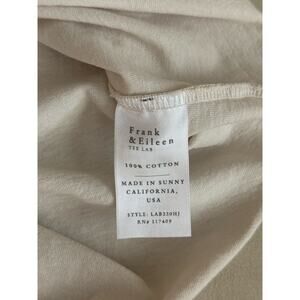 Frank
& Eileen
TEE LAB
100% COTTON
MADE IN SUNNY
CALIFORNIA,
USA
STYLE: LAB330HJ
RN# 117409